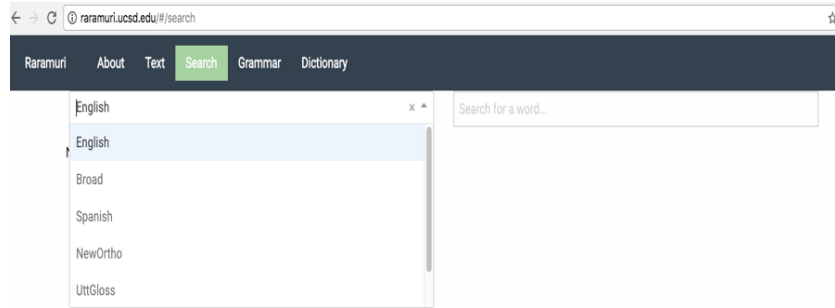 raramuri.ucsd.edu/#/search
Raramuri About Text Search Grammar Dictionary
English x
Search for a word...
English
Broad
Spanish
NewOrtho
UttGloss